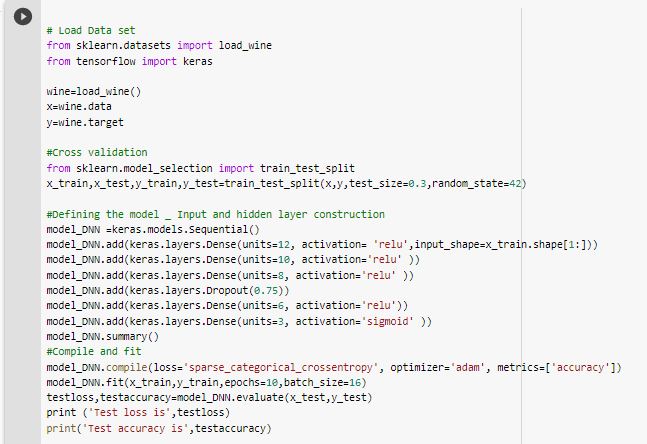 # Load Data set
from sklearn.datasets import load_wine
from tensorflow import keras
wine=load_wine()
x=wine.data
y=wine.target
#Cross validation
from sklearn.model_selection import train_test_split
x_train,x_test,y_train,y_test=train_test_split(x,y,test_size=0.3,random_state=42)
#Defining the model _ Input and hidden layer construction
model_DNN =keras.models.Sequential()
model_DNN.add(keras.layers.Dense(units=12, activation= 'relu',input_shape=x_train.shape[1:]))
model_DNN.add(keras.layers.Dense(units=10, activation='relu' ))
model_DNN.add(keras.layers.Dense(units=8, activation='relu' ))
model_DNN.add(keras.layers.Dropout(0.75))
model_DNN.add(keras.layers.Dense(units=6, activation='relu'))
model_DNN.add(keras.layers.Dense(units=3, activation='sigmoid' ))
model_DNN.summary()
#Compile and fit
model_DNN.compile(loss='sparse_categorical_crossentropy', optimizer='adam', metrics=['accuracy'])
model_DNN.fit(x_train,y_train,epochs=10,batch_size=16)
testloss,testaccuracy=model_DNN.evaluate(x_test,y_test)
print ('Test loss is',testloss)
print('Test accuracy is',testaccuracy)